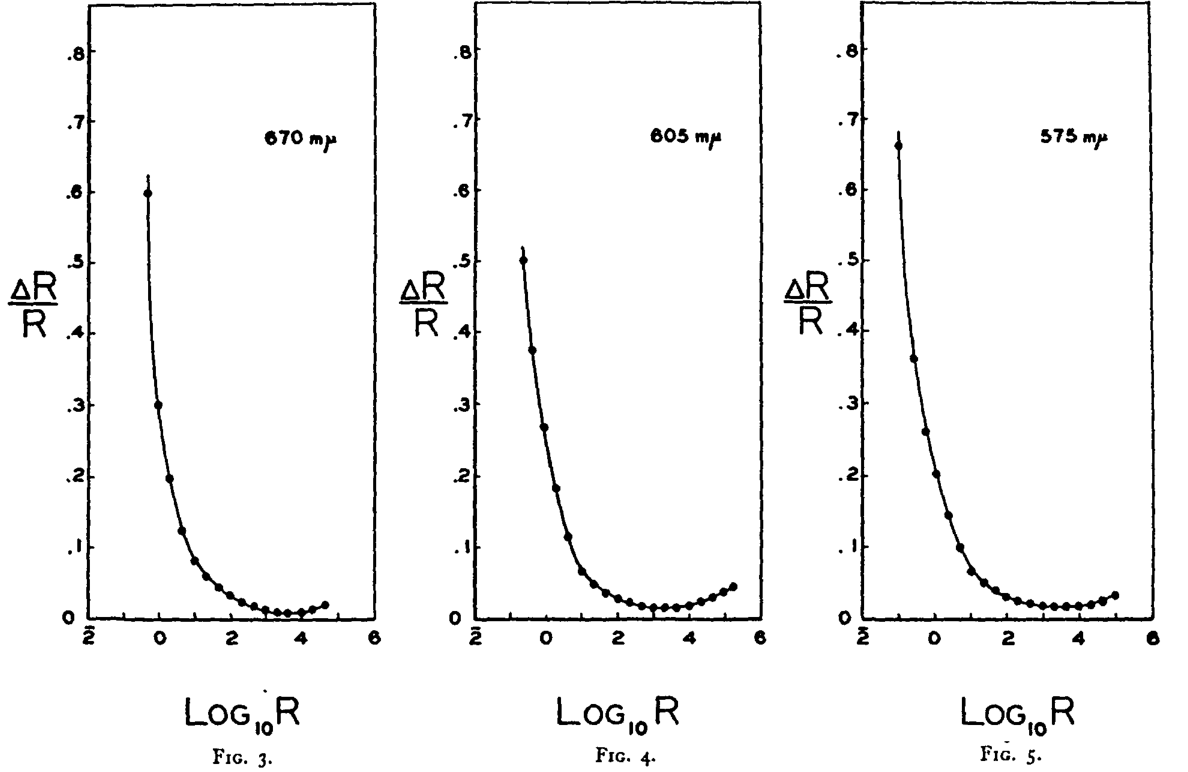 .8
.7
.6
.5
.4
.3
.2
.1
0
670 mμ
ΔR
R
2̄ 0 2 4 6
LOG₁₀R
FIG. 3.
.8
.7
.6
.5
.4
.3
.2
.1
0
605 mμ
ΔR
R
2̄ 0 2 4 6
LOG₁₀R
FIG. 4.
.8
.7
.6
.5
.4
.3
.2
.1
0
575 mμ
ΔR
R
2̄ 0 2 4 6
LOG₁₀R
FIG. 5.